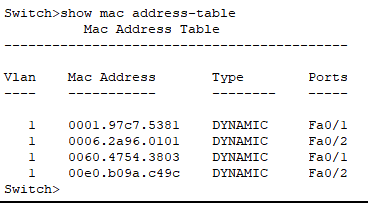 Switch>show mac address-table
          Mac Address Table
-------------------------------------------

Vlan    Mac Address       Type        Ports
----    -----------       --------    -----

   1    0001.97c7.5381    DYNAMIC     Fa0/1
   1    0006.2a96.0101    DYNAMIC     Fa0/2
   1    0060.4754.3803    DYNAMIC     Fa0/1
   1    00e0.b09a.c49c    DYNAMIC     Fa0/2
Switch>